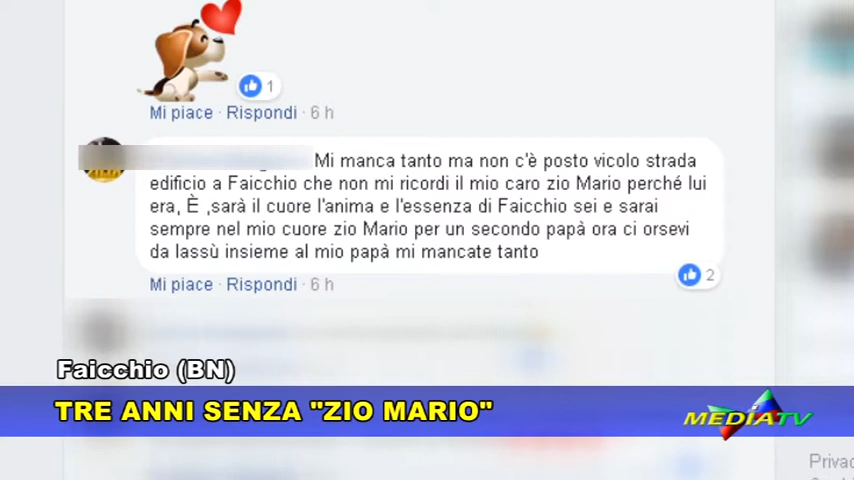 1
Mi piace · Rispondi · 6 h
Mi manca tanto ma non c'è posto vicolo strada
edificio a Faicchio che non mi ricordi il mio caro zio Mario perché lui
era, È ,sarà il cuore l'anima e l'essenza di Faicchio sei e sarai
sempre nel mio cuore zio Mario per un secondo papà ora ci orsevi
da lassù insieme al mio papà mi mancate tanto
2
Mi piace · Rispondi · 6 h
Faicchio (BN)
TRE ANNI SENZA "ZIO MARIO"
MEDIATV
Privac